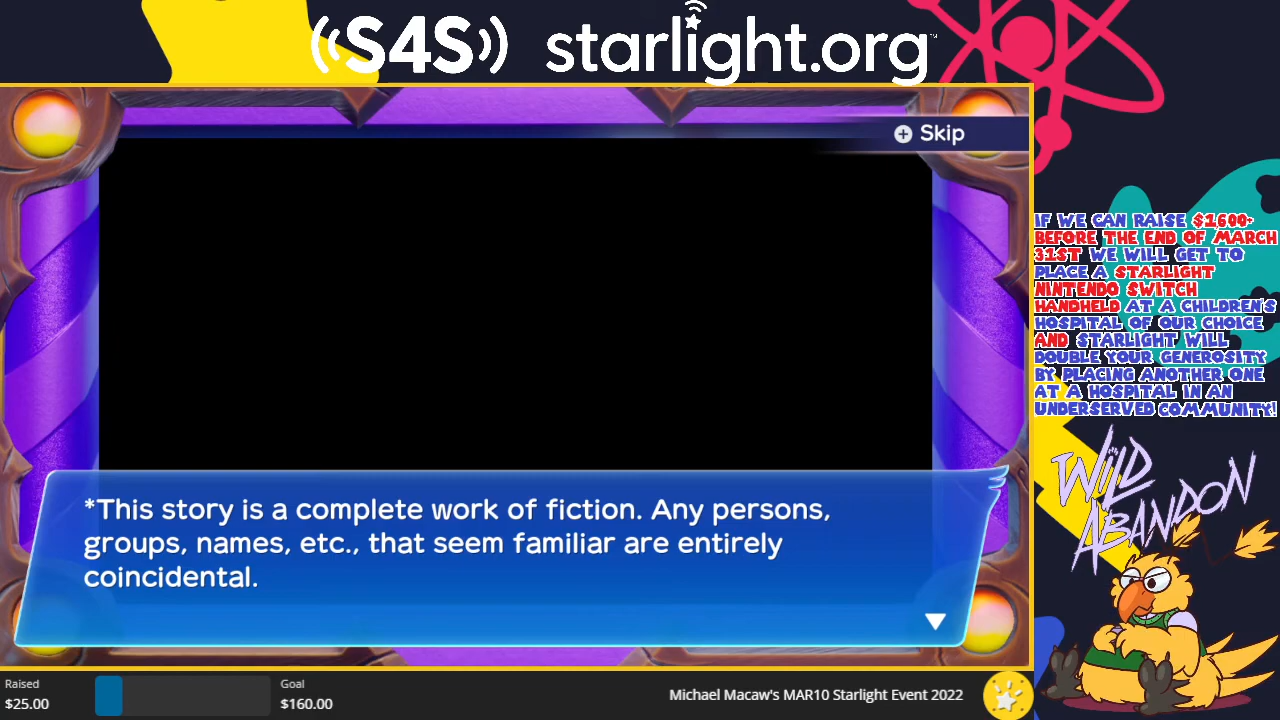 ((S4S)) starlight.org™
Skip
IF WE CAN RAISE $1600+
BEFORE THE END OF MARCH
31ST WE WILL GET TO
PLACE A STARLIGHT
NINTENDO SWITCH
HANDHELD AT A CHILDREN'S
HOSPITAL OF OUR CHOICE
AND STARLIGHT WILL
DOUBLE YOUR GENEROSITY
BY PLACING ANOTHER ONE
AT A HOSPITAL IN AN
UNDERSERVED COMMUNITY!
*This story is a complete work of fiction. Any persons,
groups, names, etc., that seem familiar are entirely
coincidental.
WILD
ABANDON
Raised
$25.00
Goal
$160.00
Michael Macaw's MAR10 Starlight Event 2022